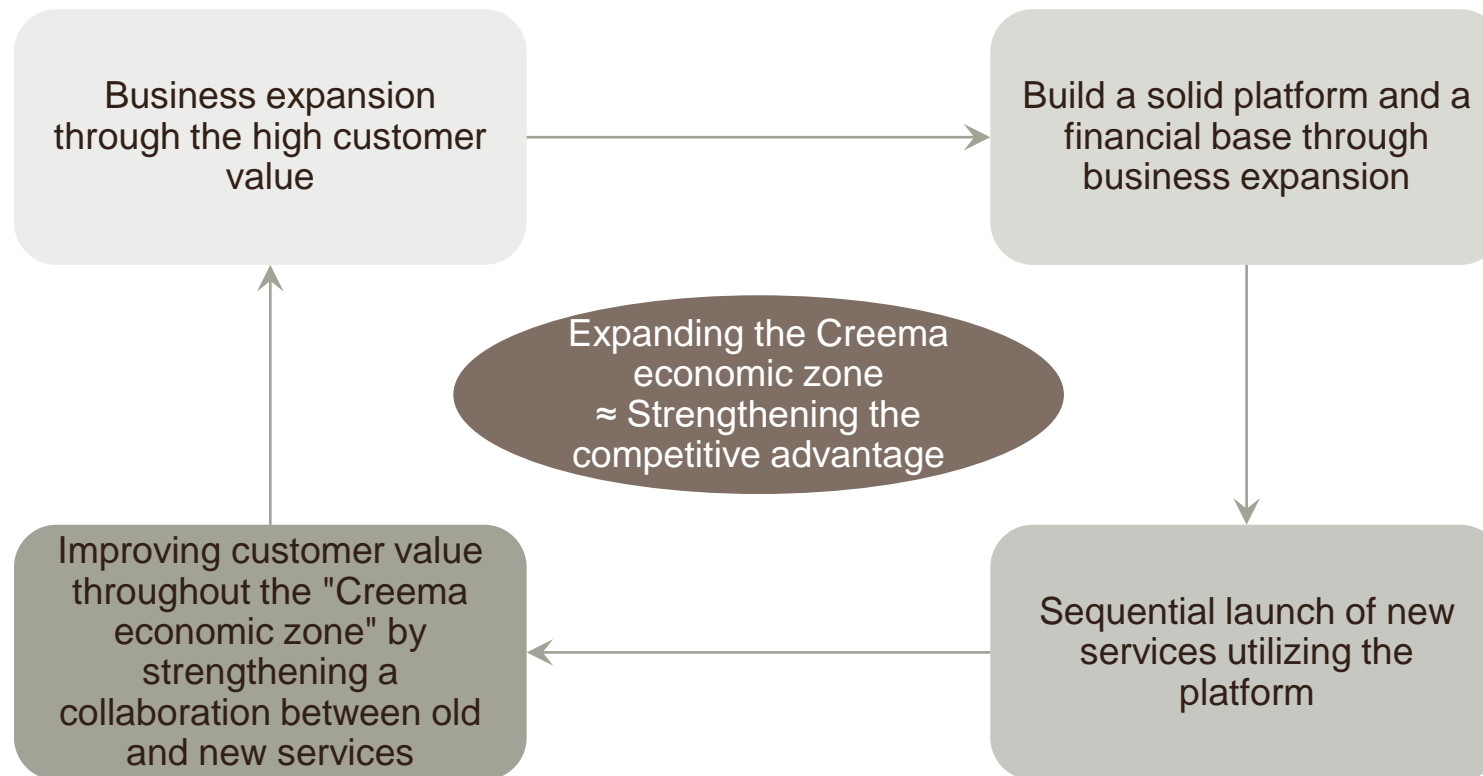 Business expansion
through the high customer
value
Build a solid platform and a
financial base through
business expansion
Expanding the Creema
economic zone
≈ Strengthening the
competitive advantage
Improving customer value
throughout the "Creema
economic zone" by
strengthening a
collaboration between old
and new services
Sequential launch of new
services utilizing the
platform